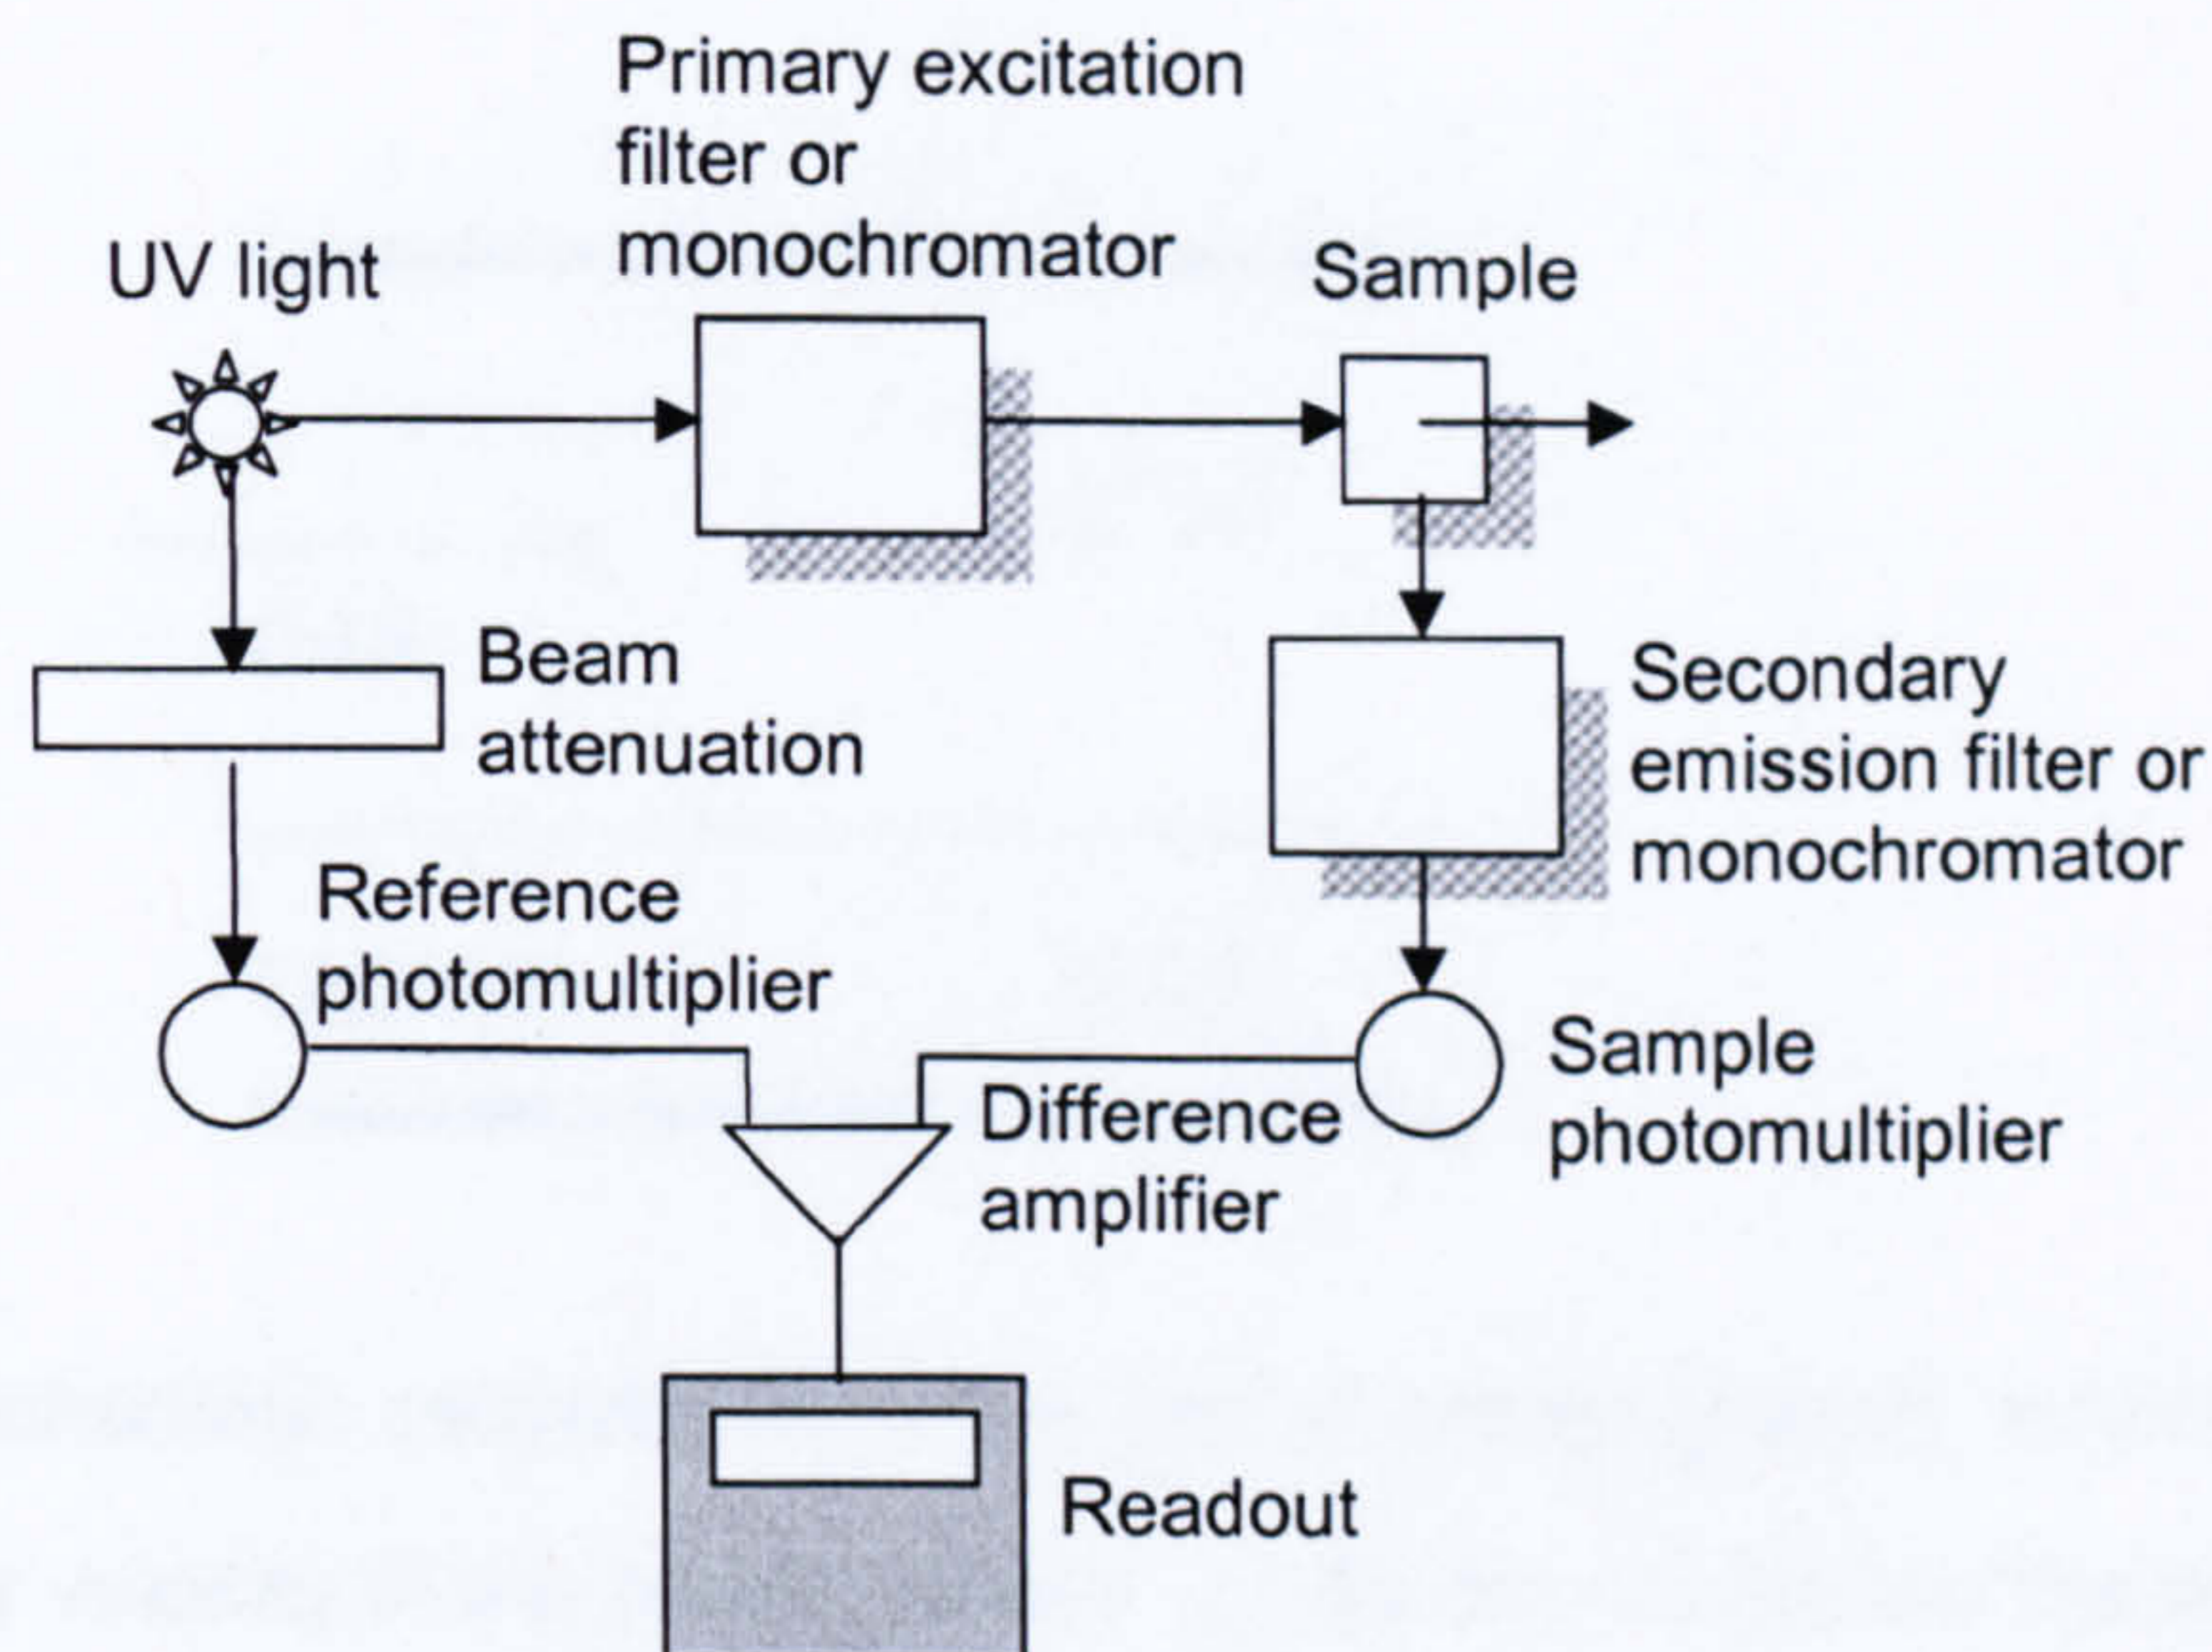 Primary excitation
filter or
monochromator
UV light
Sample
Beam
attenuation
Secondary
emission filter or
monochromator
Reference
photomultiplier
Sample
photomultiplier
Difference
amplifier
Readout